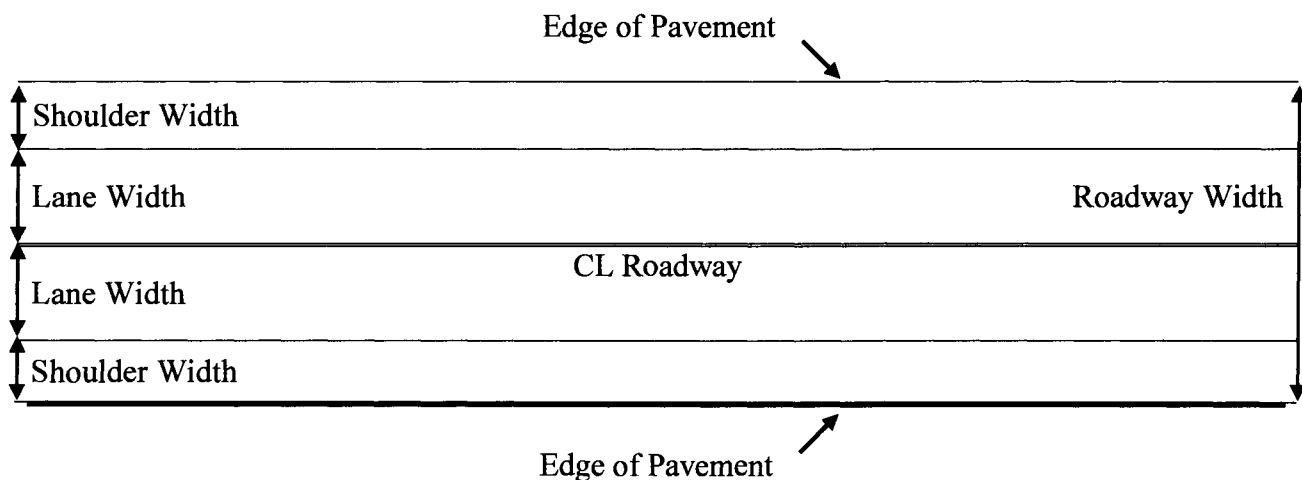 Edge of Pavement
Shoulder Width
Lane Width
Roadway Width
CL Roadway
Lane Width
Shoulder Width
Edge of Pavement